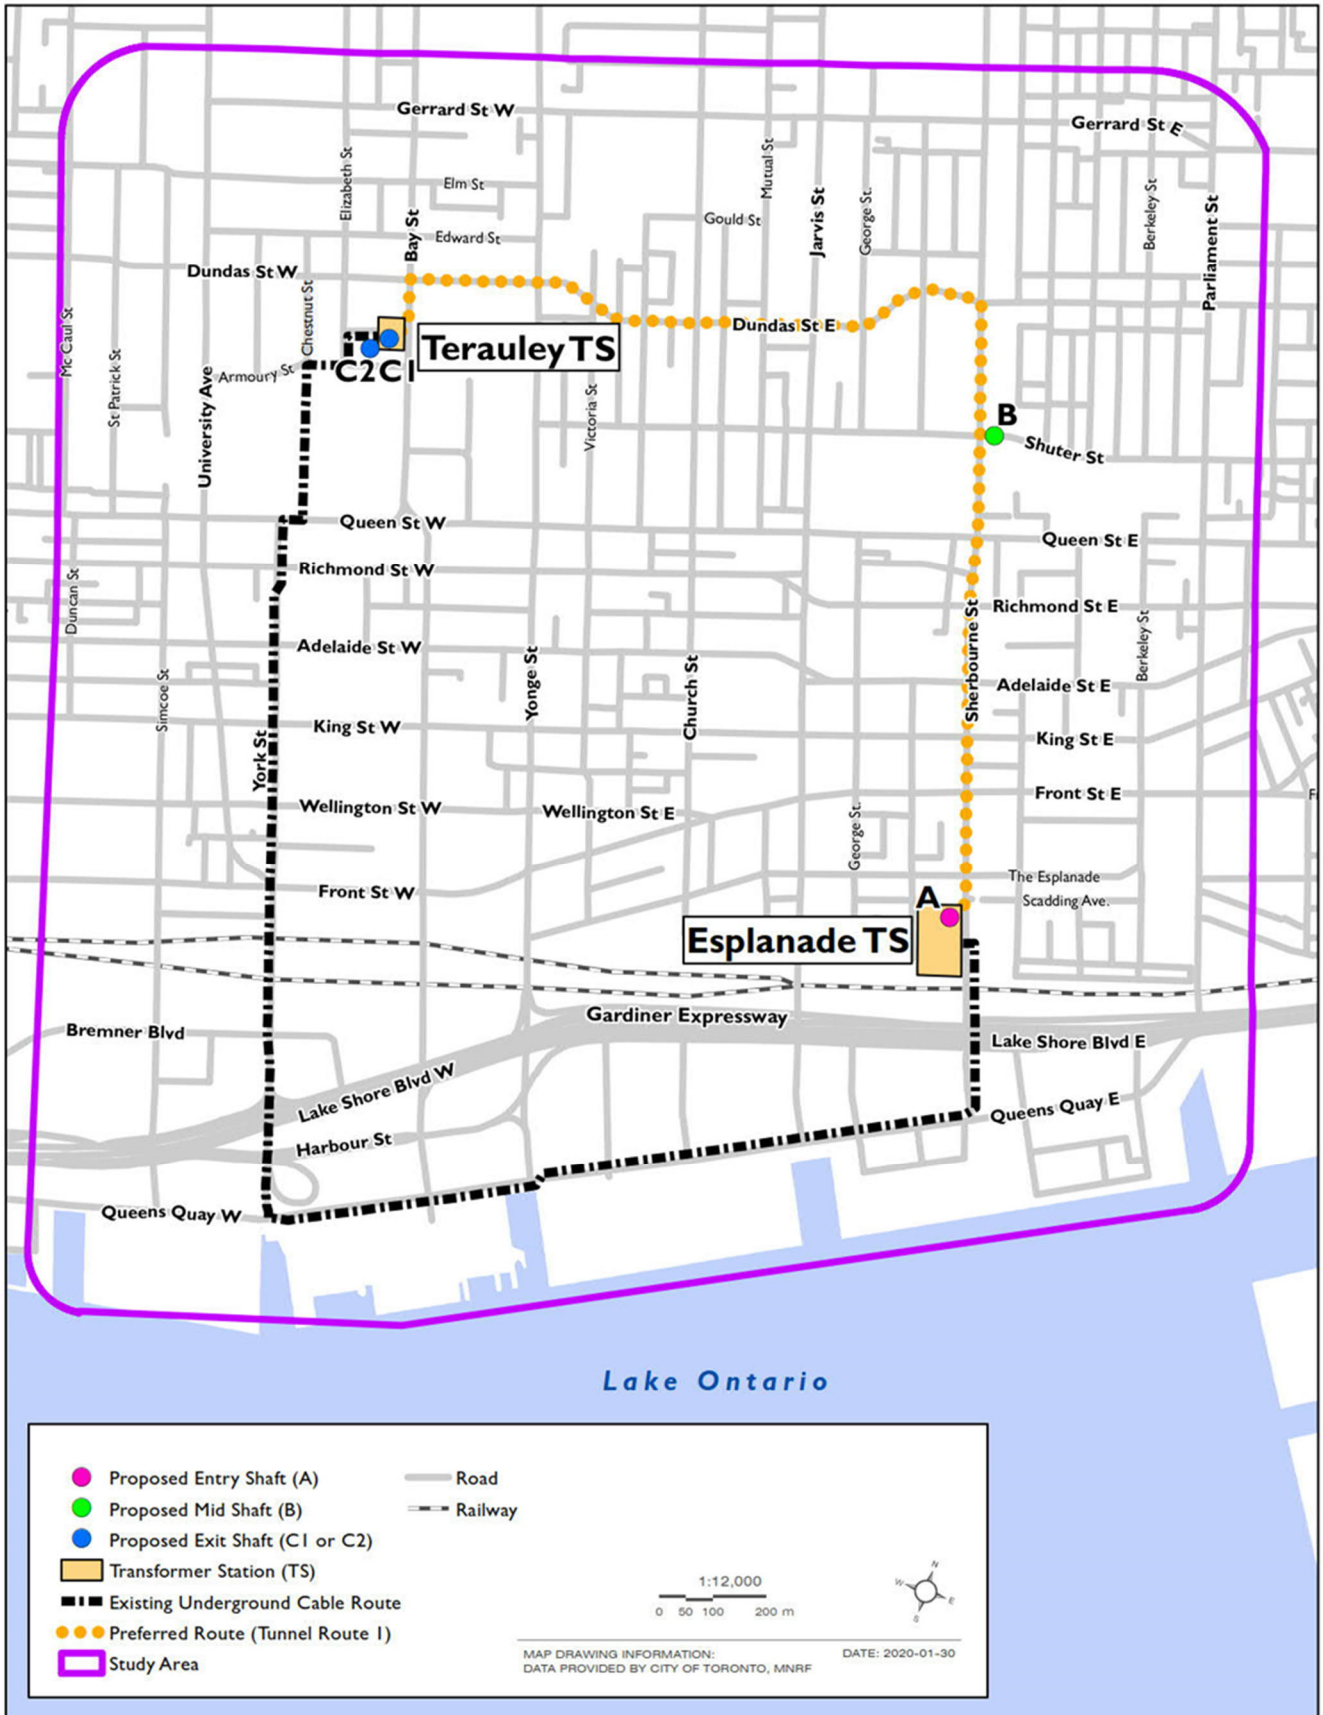 Gerrard St W
Gerrard St E
Elizabeth St
Mutual St
Elm St
Bay St
Gould St
Jarvis St
George St.
Berkeley St
Parliament St
Edward St
Dundas St W
Chestnut St
Mc Caul St
St Patrick St
University Ave
Armoury St
C2
C1
Terauley TS
Dundas St E
Victoria St
B
Shuter St
Queen St W
Queen St E
Richmond St W
Richmond St E
Duncan St
Simcoe St
Adelaide St W
Adelaide St E
Yonge St
Church St
Sherbourne St
Berkeley St
King St W
King St E
York St
Wellington St W
Wellington St E
Front St E
George St.
Front St W
The Esplanade
Scadding Ave.
A
Esplanade TS
Bremner Blvd
Gardiner Expressway
Lake Shore Blvd E
Lake Shore Blvd W
Queens Quay E
Harbour St
Queens Quay W
Lake Ontario
Proposed Entry Shaft (A)
Proposed Mid Shaft (B)
Proposed Exit Shaft (C1 or C2)
Transformer Station (TS)
Existing Underground Cable Route
Preferred Route (Tunnel Route 1)
Study Area
Road
Railway
1:12,000
0 50 100 200 m
N
W
E
S
MAP DRAWING INFORMATION:
DATA PROVIDED BY CITY OF TORONTO, MNRF
DATE: 2020-01-30